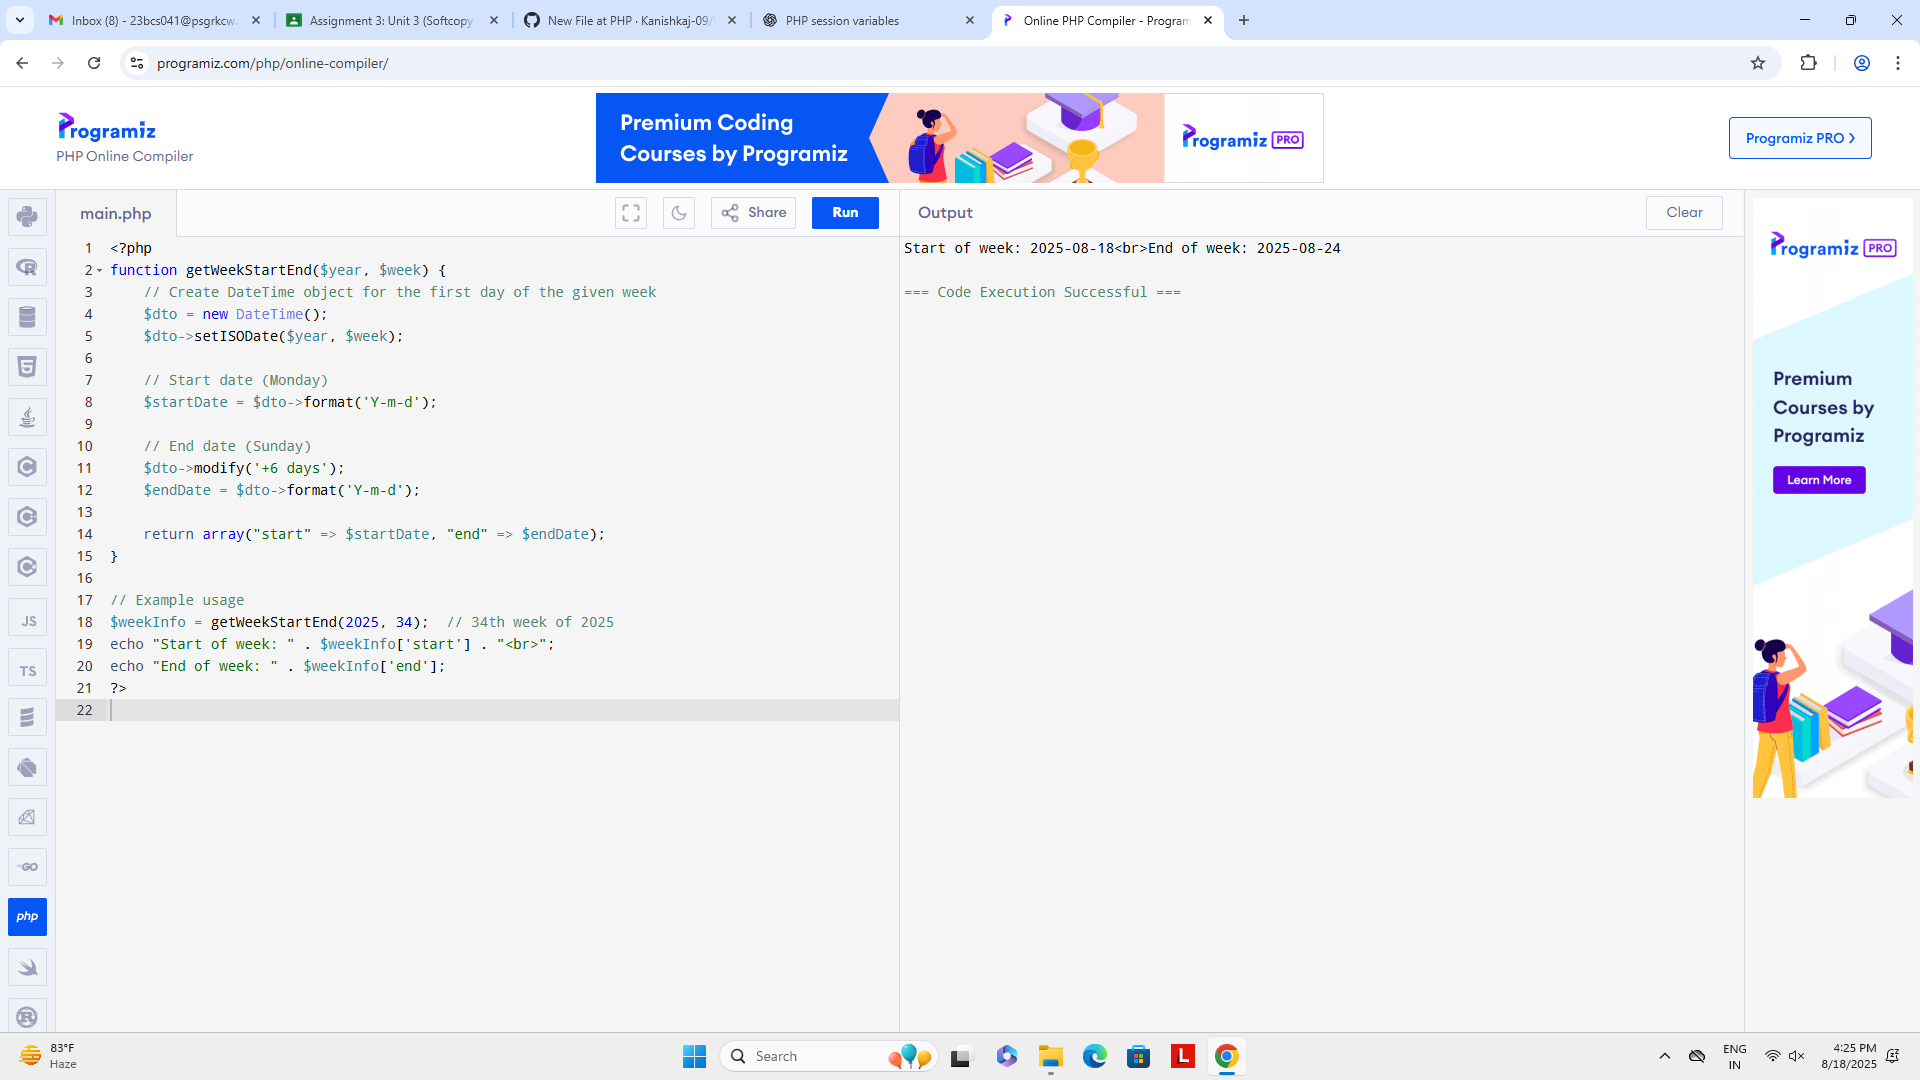 Inbox (8) - 23bcs041@psgrkcw.
Assignment 3: Unit 3 (Softcopy
New File at PHP · Kanishkaj-09/
PHP session variables
Online PHP Compiler - Program
programiz.com/php/online-compiler/
Programiz
PHP Online Compiler
Premium Coding
Courses by Programiz
Programiz PRO
Programiz PRO >
main.php
Share
Run
Output
Clear
1 <?php
2 function getWeekStartEnd($year, $week) {
3     // Create DateTime object for the first day of the given week
4     $dto = new DateTime();
5     $dto->setISODate($year, $week);
6
7     // Start date (Monday)
8     $startDate = $dto->format('Y-m-d');
9
10     // End date (Sunday)
11     $dto->modify('+6 days');
12     $endDate = $dto->format('Y-m-d');
13
14     return array("start" => $startDate, "end" => $endDate);
15 }
16
17 // Example usage
18 $weekInfo = getWeekStartEnd(2025, 34);  // 34th week of 2025
19 echo "Start of week: " . $weekInfo['start'] . "<br>";
20 echo "End of week: " . $weekInfo['end'];
21 ?>
22
Start of week: 2025-08-18<br>End of week: 2025-08-24
=== Code Execution Successful ===
Programiz PRO
Premium
Courses by
Programiz
Learn More
JS
TS
GO
php
83°F
Haze
Search
L
ENG
IN
4:25 PM
8/18/2025